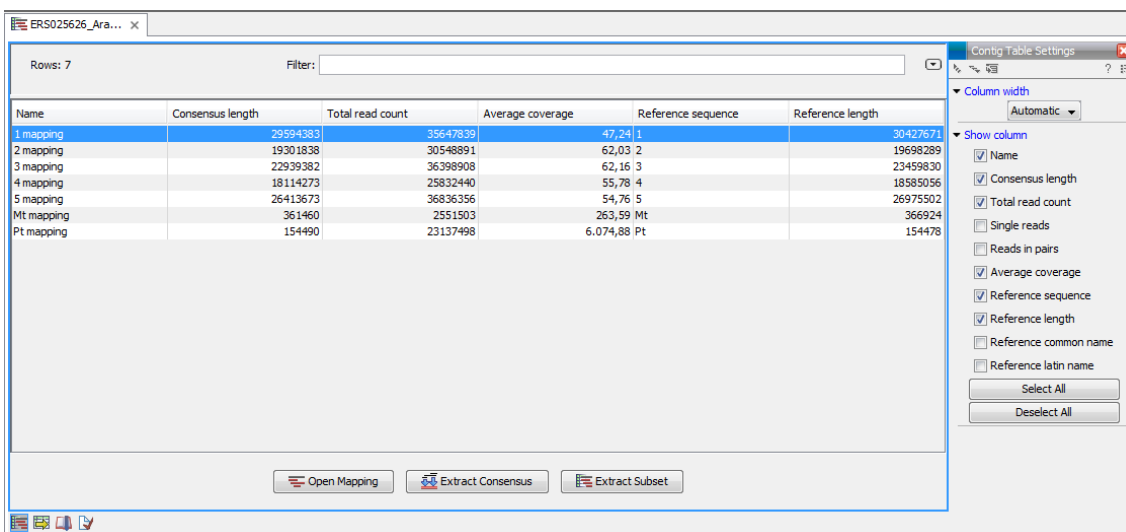 ERS025626_Ara...
Rows: 7 Filter:
Name Consensus length Total read count Average coverage Reference sequence Reference length
1 mapping 29594383 35647839 47,24 1 30427671
2 mapping 19301838 30548891 62,03 2 19698289
3 mapping 22939382 36398908 62,16 3 23459830
4 mapping 18114273 25832440 55,78 4 18585056
5 mapping 26413673 36836356 54,76 5 26975502
Mt mapping 361460 2551503 263,59 Mt 366924
Pt mapping 154490 23137498 6.074,88 Pt 154478
Open Mapping Extract Consensus Extract Subset
Contig Table Settings
?
Column width
Automatic
Show column
Name
Consensus length
Total read count
Single reads
Reads in pairs
Average coverage
Reference sequence
Reference length
Reference common name
Reference latin name
Select All
Deselect All